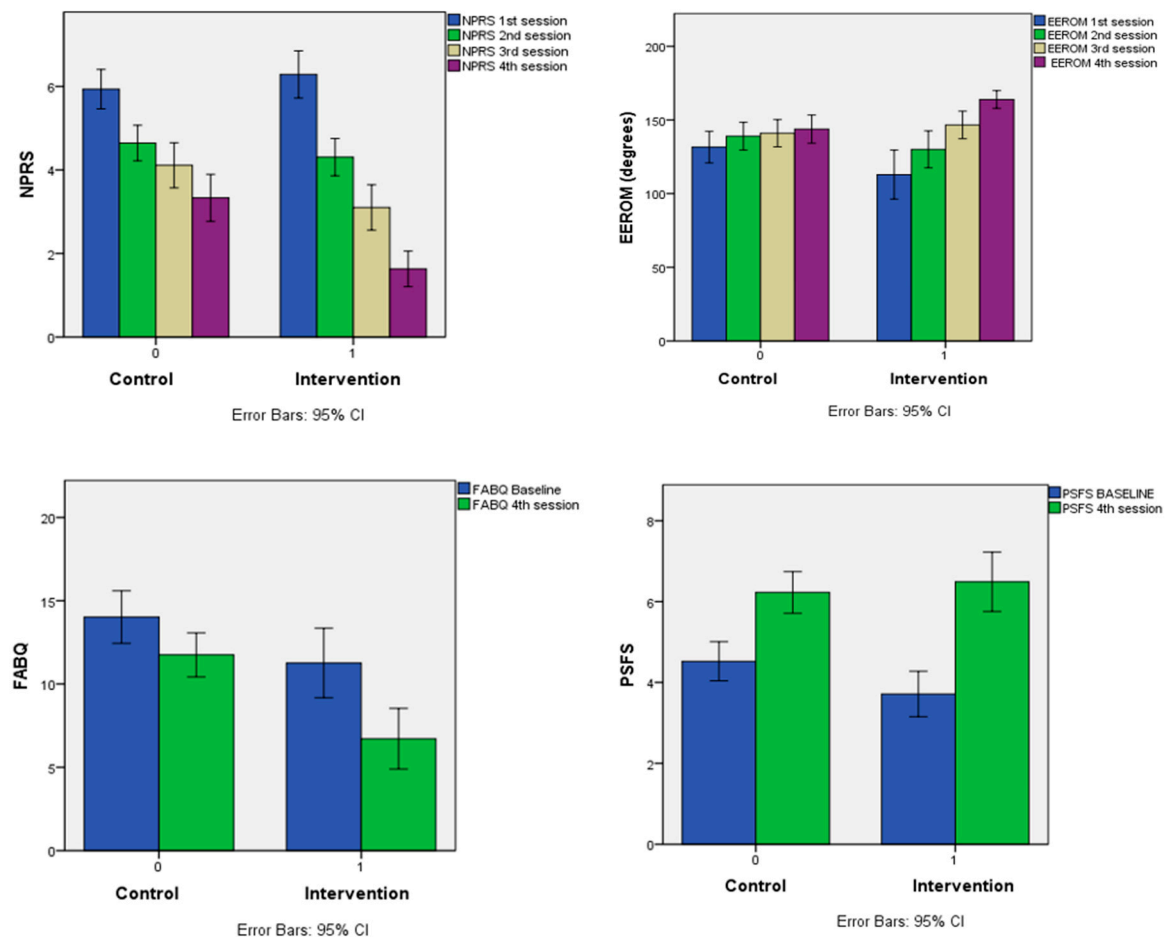 NPRS 1st session
NPRS 2nd session
NPRS 3rd session
NPRS 4th session
NPRS
6
4
2
0
0
1
Control
Intervention
Error Bars: 95% CI
EEROM 1st session
EEROM 2nd session
EEROM 3rd session
EEROM 4th session
EEROM (degrees)
200
150
100
50
0
0
1
Control
Intervention
Error Bars: 95% CI
FABQ Baseline
FABQ 4th session
FABQ
20
15
10
5
0
0
1
Control
Intervention
Error Bars: 95% CI
PSFS BASELINE
PSFS 4th session
PSFS
8
6
4
2
0
0
1
Control
Intervention
Error Bars: 95% CI